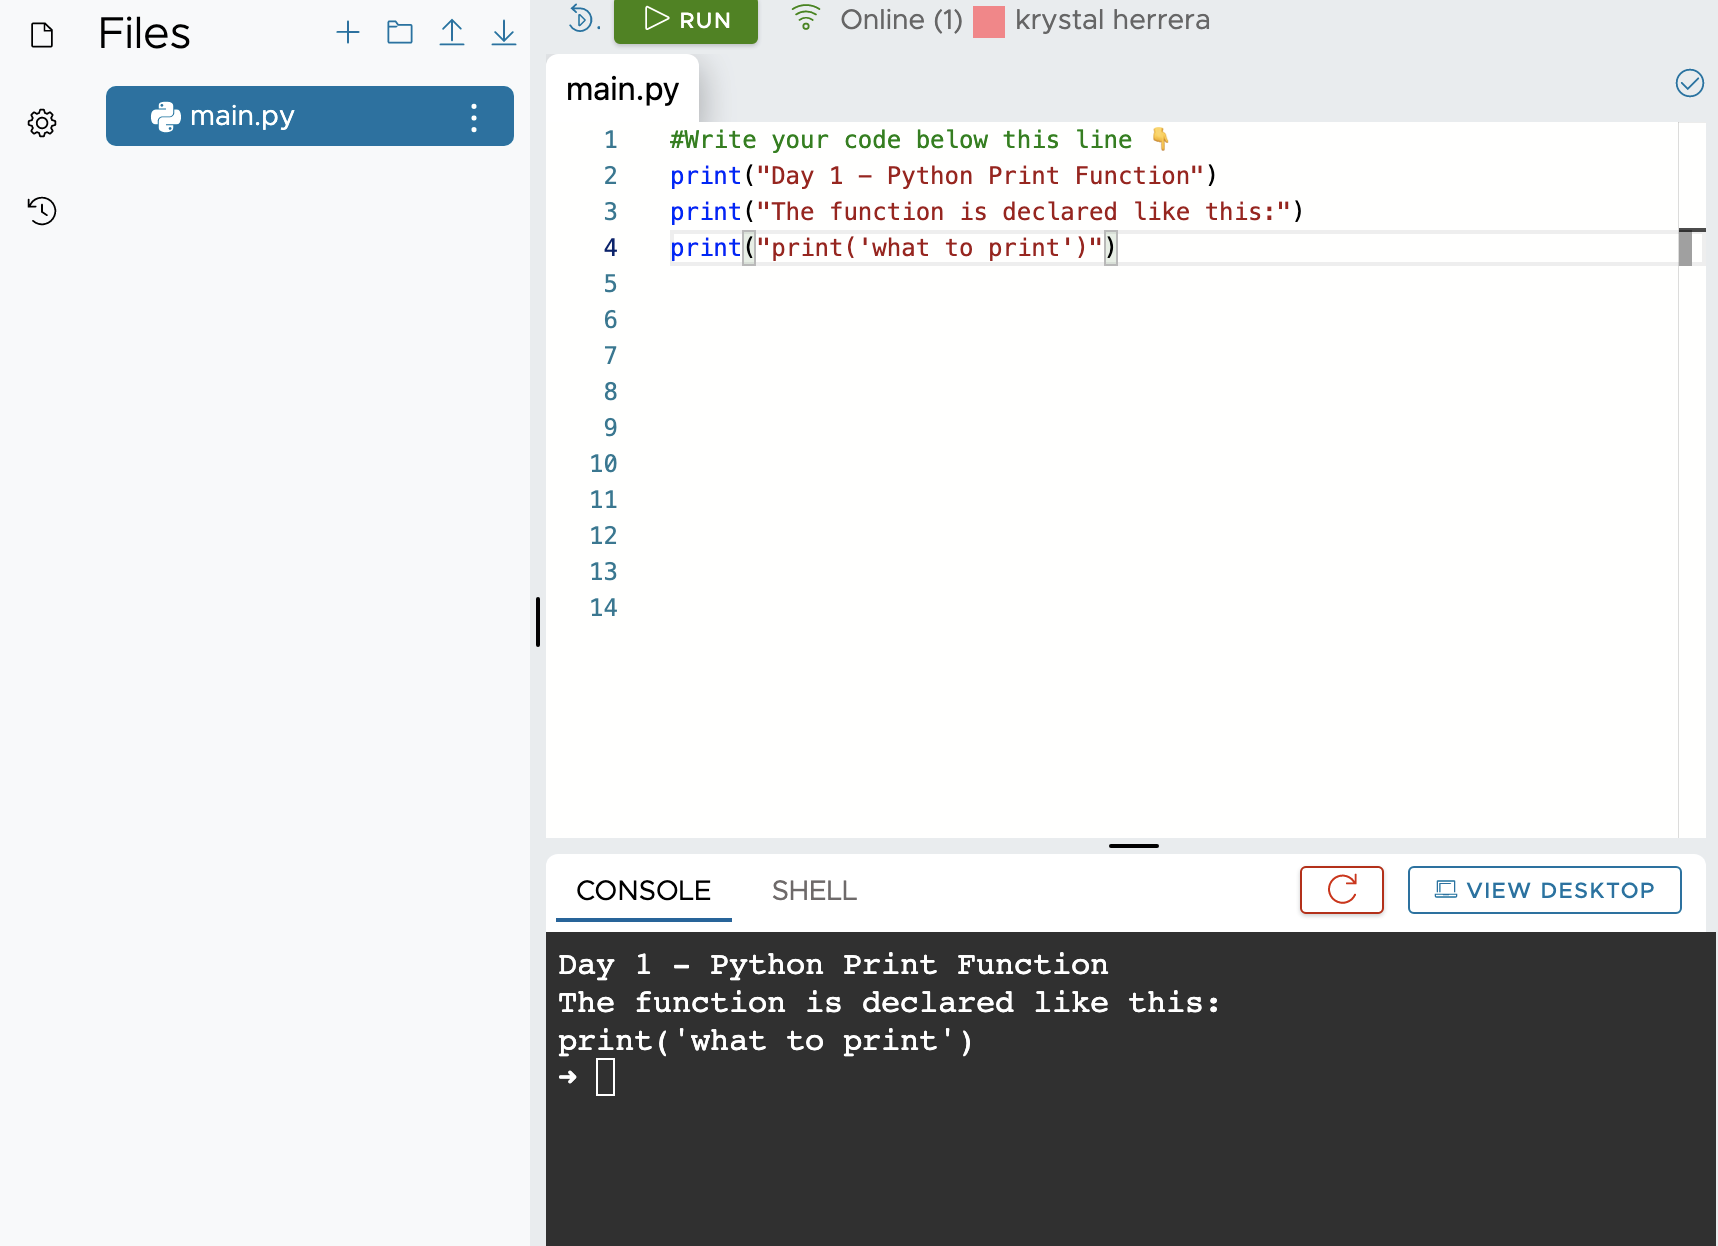 Files
main.py
RUN
Online (1) krystal herrera
main.py
1 #Write your code below this line 👇
2 print("Day 1 - Python Print Function")
3 print("The function is declared like this:")
4 print("print('what to print')")
5
6
7
8
9
10
11
12
13
14
CONSOLE SHELL VIEW DESKTOP
Day 1 - Python Print Function
The function is declared like this:
print('what to print')
➜